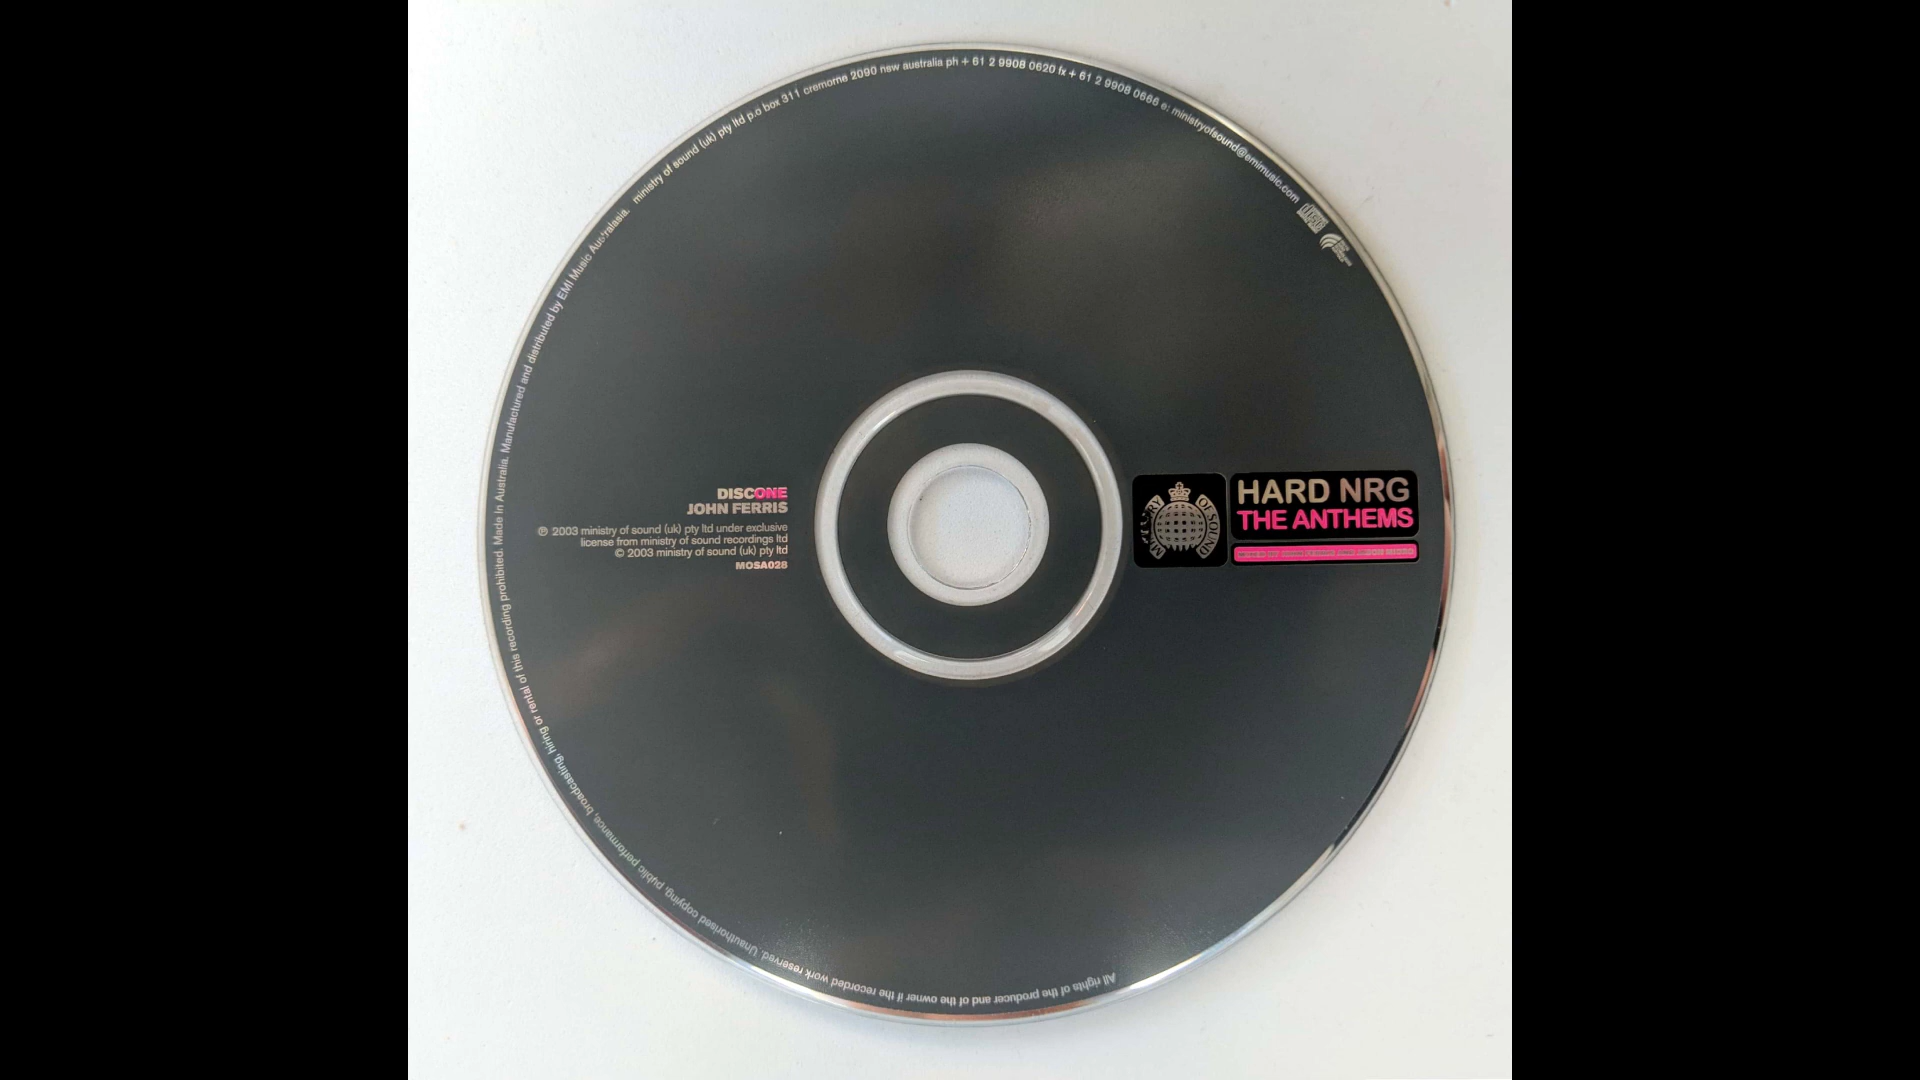 All rights of the producer and of the owner if the recorded work reserved. Unauthorised copying, public performance, broadcasting, hiring or rental of this recording prohibited. Made in Australia. Manufactured and distributed by EMI Music Australasia. ministry of sound (uk) pty ltd p.o box 311 cremorne 2090 nsw australia ph + 61 2 9908 0620 fx + 61 2 9908 0666 e: ministryofsound@emimusic.com
DISCONE
JOHN FERRIS
℗ 2003 ministry of sound (uk) pty ltd under exclusive
license from ministry of sound recordings ltd
© 2003 ministry of sound (uk) pty ltd
MOSA028
MINISTRY OF SOUND
HARD NRG
THE ANTHEMS